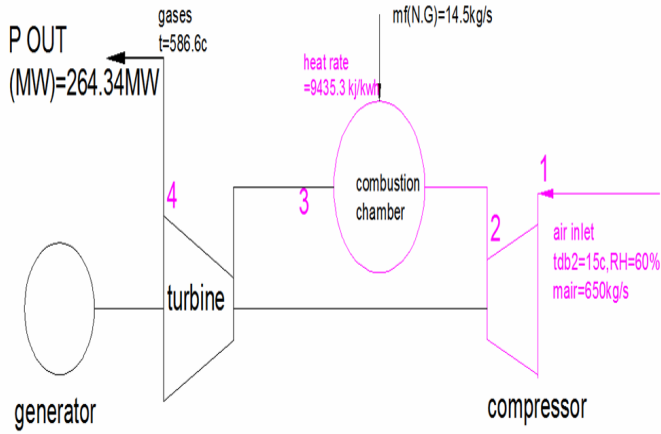 gases
t=586.6c
P OUT
(MW)=264.34MW
mf(N.G)=14.5kg/s
heat rate
=9435.3 kj/kwh
combustion
chamber
1
2
3
4
air inlet
tdb2=15c,RH=60%
mair=650kg/s
turbine
generator
compressor